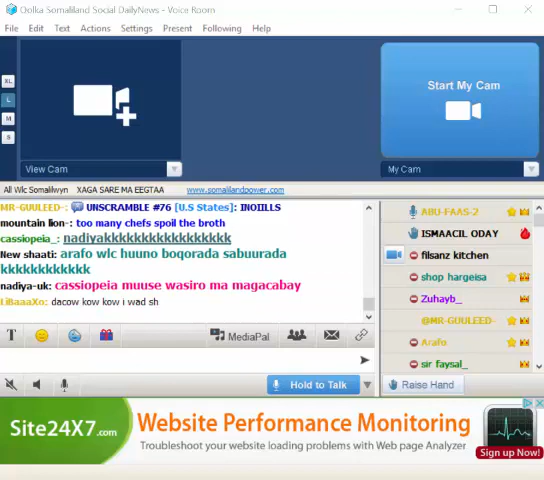 Oolka Somaliland Social DailyNews - Voice Room
File Edit Text Actions Settings Present Following Help
XL
L
M
S
Start My Cam
View Cam
My Cam
All Wlc Somalilwyn XAGA SARE MA EEGTAA www.somalilandpower.com
MR-GUULEED-: UNSCRAMBLE #76 [U.S States]: INOIILLS
mountain lion-: too many chefs spoil the broth
cassiopeia_: nadiyakkkkkkkkkkkkkkkkkk
New shaati: arafo wlc huuno boqorada sabuurada
kkkkkkkkkkkk
nadiya-uk: cassiopeia muuse wasiro ma magacabay
LiBaaaXo: dacow kow kow i wad sh
ABU-FAAS-2
ISMAACIL ODAY
filsanz kitchen
shop hargeisa
Zuhayb_
@MR-GUULEED-
Arafo
sir faysal_
T
MediaPal
Hold to Talk
Raise Hand
Site24X7.com
Website Performance Monitoring
Troubleshoot your website loading problems with Web page Analyzer
Sign up Now!